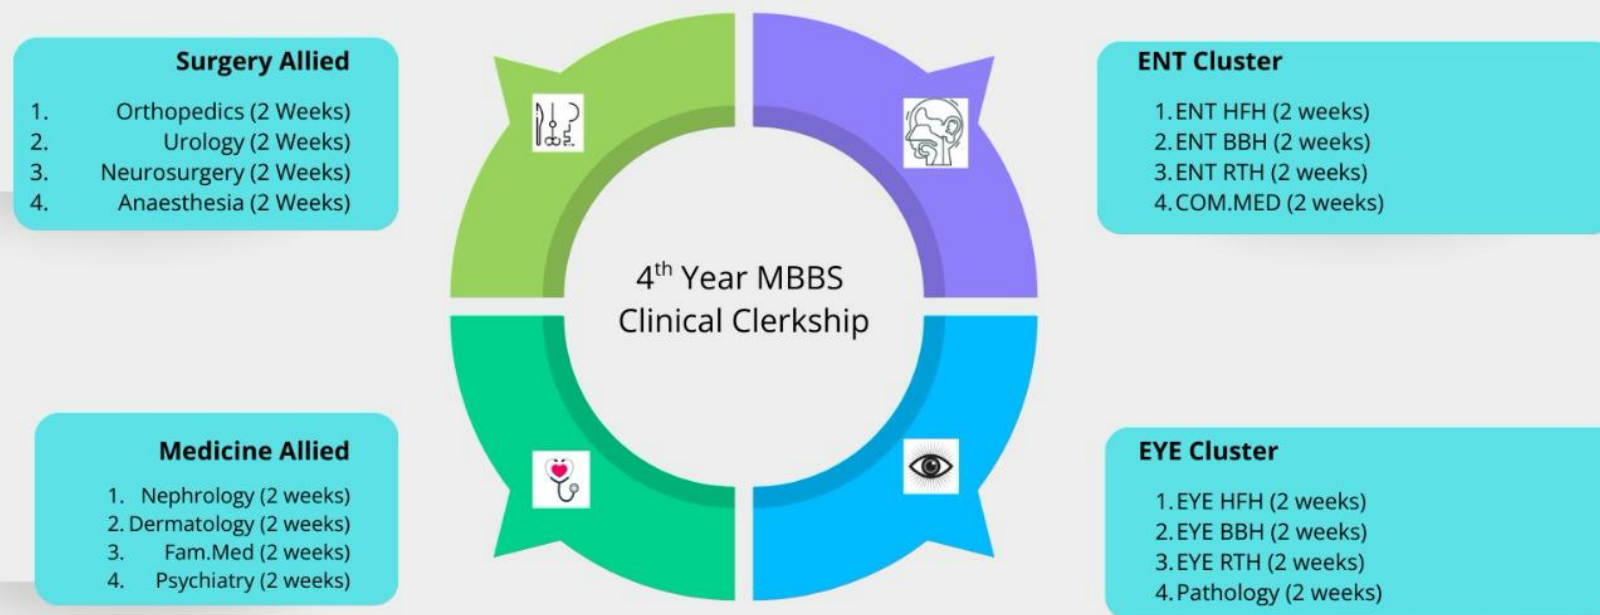 Surgery Allied
1. Orthopedics (2 Weeks)
2. Urology (2 Weeks)
3. Neurosurgery (2 Weeks)
4. Anaesthesia (2 Weeks)
ENT Cluster
1.ENT HFH (2 weeks)
2.ENT BBH (2 weeks)
3.ENT RTH (2 weeks)
4.COM.MED (2 weeks)
4th Year MBBS
Clinical Clerkship
Medicine Allied
1. Nephrology (2 weeks)
2. Dermatology (2 weeks)
3. Fam.Med (2 weeks)
4. Psychiatry (2 weeks)
EYE Cluster
1.EYE HFH (2 weeks)
2.EYE BBH (2 weeks)
3.EYE RTH (2 weeks)
4.Pathology (2 weeks)